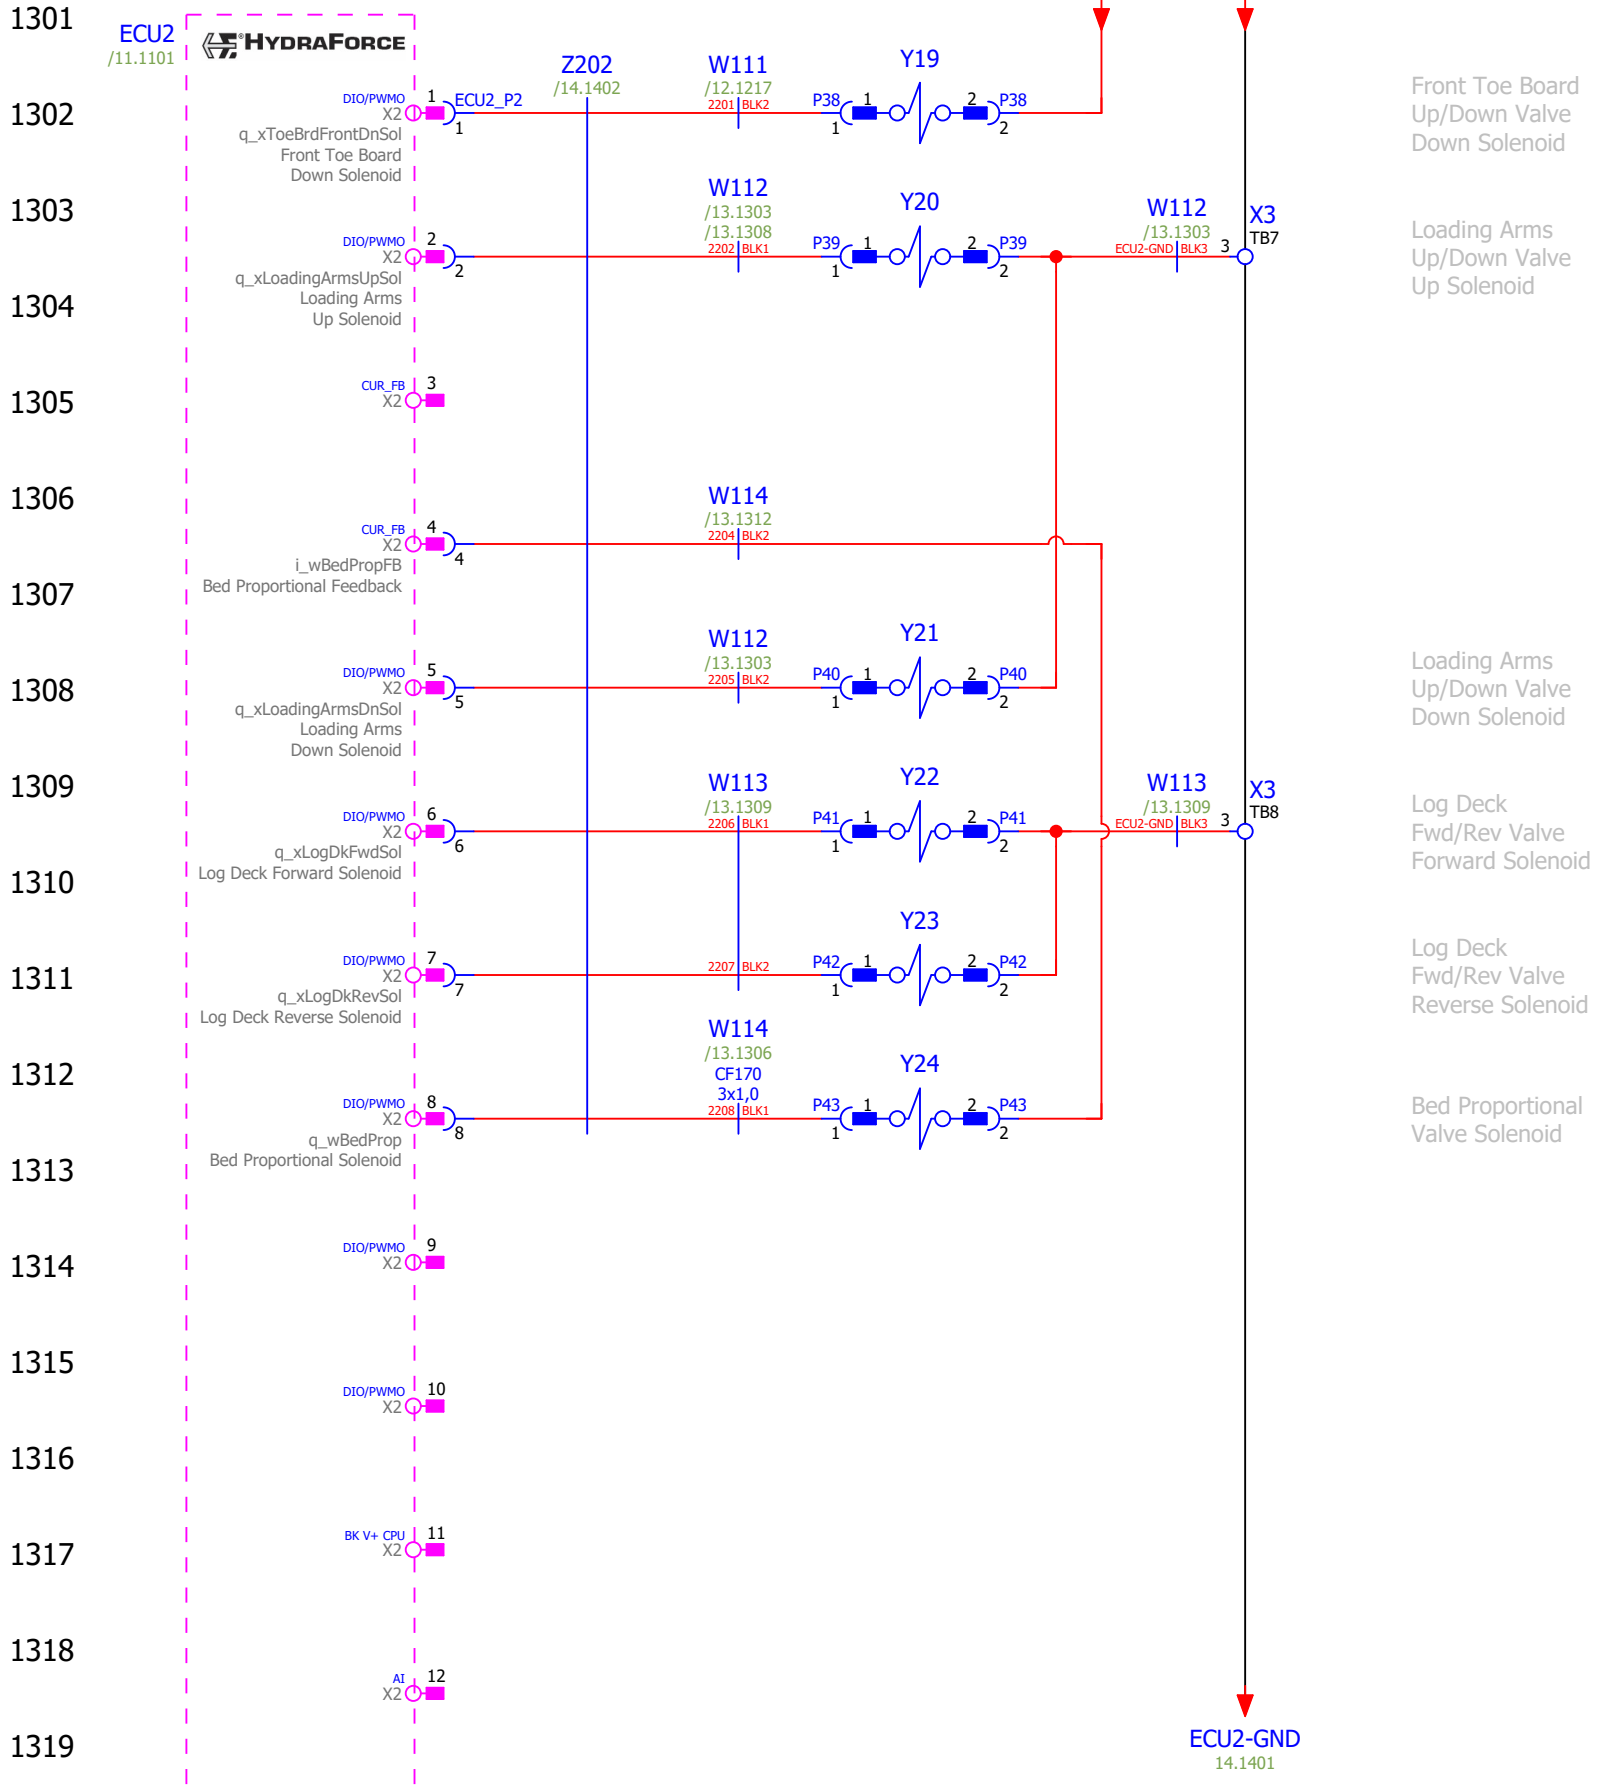 1301
ECU2
/11.1101
HYDRAFORCE
Z202
/14.1402
W111
/12.1217
Y19
1302
DIO/PWMO
X2
1
ECU2_P2
1
2201 BLK2
P38
1
1
2
P38
2
q_xToeBrdFrontDnSol
Front Toe Board
Down Solenoid
Front Toe Board
Up/Down Valve
Down Solenoid
1303
W112
/13.1303
/13.1308
Y20
W112
/13.1303
X3
TB7
DIO/PWMO
X2
2
2
2202 BLK1
P39
1
1
2
P39
2
ECU2-GND BLK3
3
q_xLoadingArmsUpSol
Loading Arms
Up Solenoid
Loading Arms
Up/Down Valve
Up Solenoid
1304
1305
CUR_FB
X2
3
1306
W114
/13.1312
CUR_FB
X2
4
4
2204 BLK2
i_wBedPropFB
Bed Proportional Feedback
1307
W112
/13.1303
Y21
1308
DIO/PWMO
X2
5
5
2205 BLK2
P40
1
1
2
P40
2
q_xLoadingArmsDnSol
Loading Arms
Down Solenoid
Loading Arms
Up/Down Valve
Down Solenoid
1309
W113
/13.1309
Y22
W113
/13.1309
X3
TB8
DIO/PWMO
X2
6
6
2206 BLK1
P41
1
1
2
P41
2
ECU2-GND BLK3
3
q_xLogDkFwdSol
Log Deck Forward Solenoid
Log Deck
Fwd/Rev Valve
Forward Solenoid
1310
Y23
1311
DIO/PWMO
X2
7
7
2207 BLK2
P42
1
1
2
P42
2
q_xLogDkRevSol
Log Deck Reverse Solenoid
Log Deck
Fwd/Rev Valve
Reverse Solenoid
1312
W114
/13.1306
CF170
3x1,0
Y24
DIO/PWMO
X2
8
8
2208 BLK1
P43
1
1
2
P43
2
q_wBedProp
Bed Proportional Solenoid
Bed Proportional
Valve Solenoid
1313
1314
DIO/PWMO
X2
9
1315
DIO/PWMO
X2
10
1316
1317
BK V+ CPU
X2
11
1318
AI
X2
12
1319
ECU2-GND
14.1401